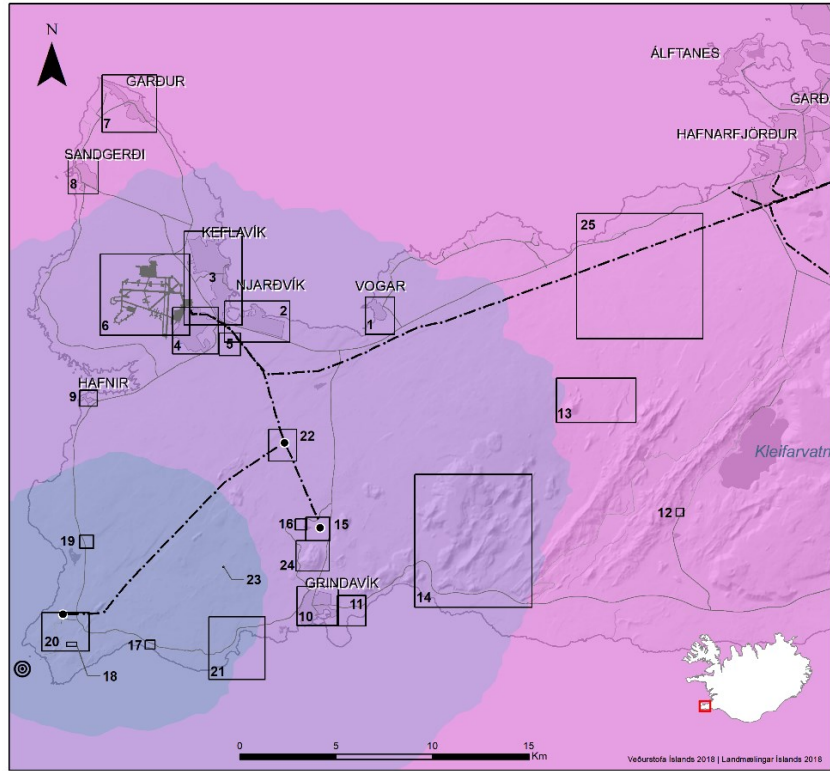 N
ÁLFTANES
GARÐUR
GARÐ
7
HAFNARFJÖRÐUR
SANDGERÐI
8
25
KEFLAVÍK
3
NJARÐVÍK
VOGAR
2
1
6
4
5
HAFNIR
9
13
22
Kleifarvatn
12
16
15
19
24
23
GRINDAVÍK
14
10
11
20
17
21
18
0
5
10
15
Km
Veðurstofa Íslands 2018 | Landmælingar Íslands 2018